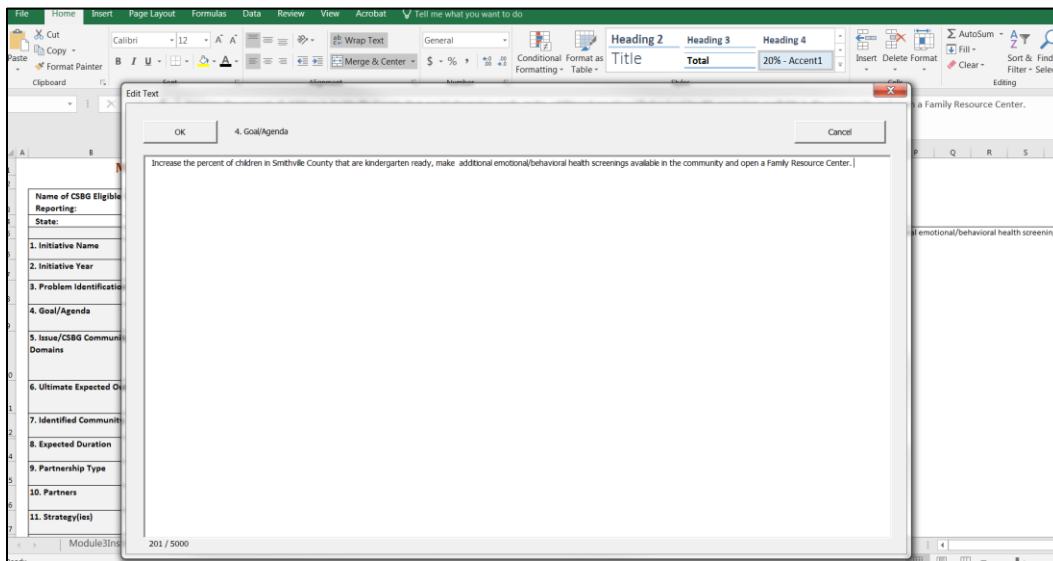 File Home Insert Page Layout Formulas Data Review View Acrobat Tell me what you want to do
Cut
Copy
Format Painter
Paste
Clipboard
Calibri 12
B I U
Wrap Text
Merge & Center
General
$ - % ,
Conditional Formatting
Format as Table
Heading 2 Heading 3 Heading 4
Title Total 20% - Accent1
Insert Delete Format
AutoSum
Fill
Clear
Sort & Find
Filter
Editing
Edit Text
a Family Resource Center.
OK 4. Goal/Agenda Cancel
Increase the percent of children in Smithville County that are kindergarten ready, make additional emotional/behavioral health screenings available in the community and open a Family Resource Center.
A B P Q R S
Name of CSBG Eligible
Reporting:
State:
al emotional/behavioral health screenin
1. Initiative Name
2. Initiative Year
3. Problem Identificatio
4. Goal/Agenda
5. Issue/CSBG Communi
Domains
6. Ultimate Expected Ou
7. Identified Community
8. Expected Duration
9. Partnership Type
10. Partners
11. Strategy(ies)
201 / 5000
Module3Ins